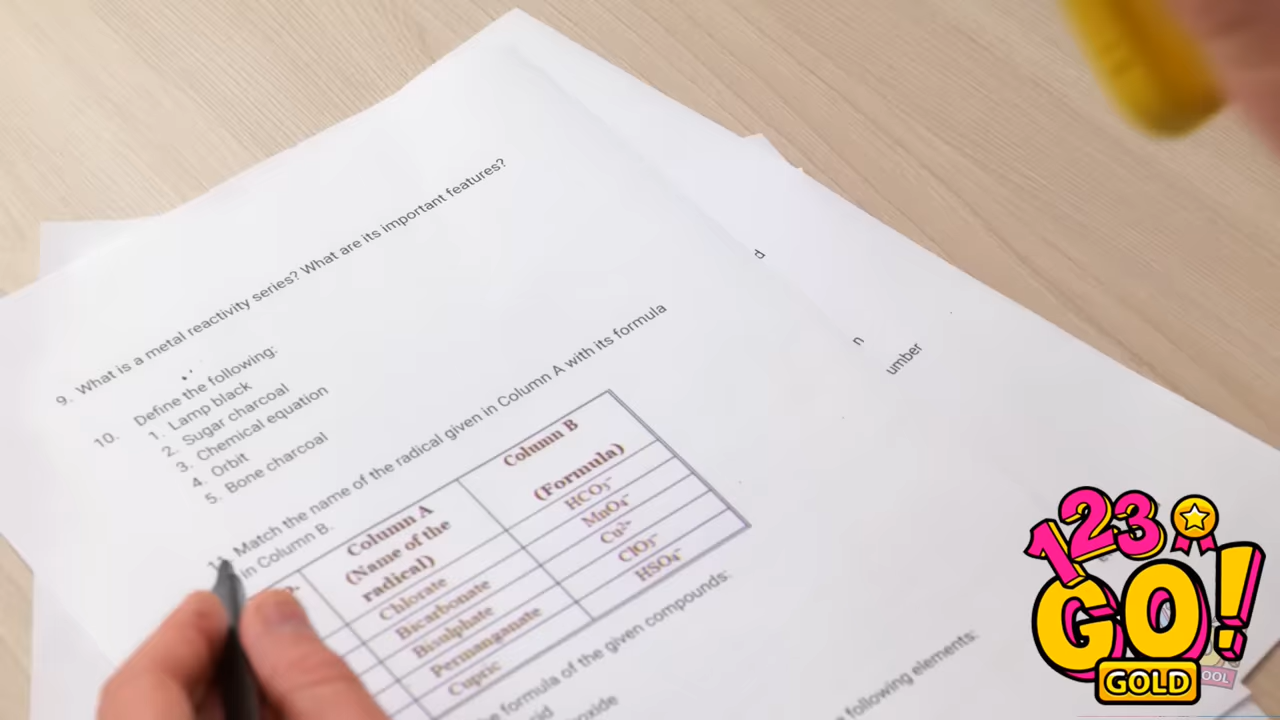 9. What is a metal reactivity series? What are its important features?
10. Define the following:
1. Lamp black
2. Sugar charcoal
3. Chemical equation
4. Orbit
5. Bone charcoal
11. Match the name of the radical given in Column A with its formula
in Column B.
Column A
(Name of the
radical)
Column B
(Formula)
Chlorate
HCO₃⁻
Bicarbonate
MnO₄⁻
Bisulphate
Cu²⁺
Permanganate
ClO₃⁻
Cupric
HSO₄⁻
formula of the given compounds:
following elements:
d
n
umber
123
GO!
GOLD